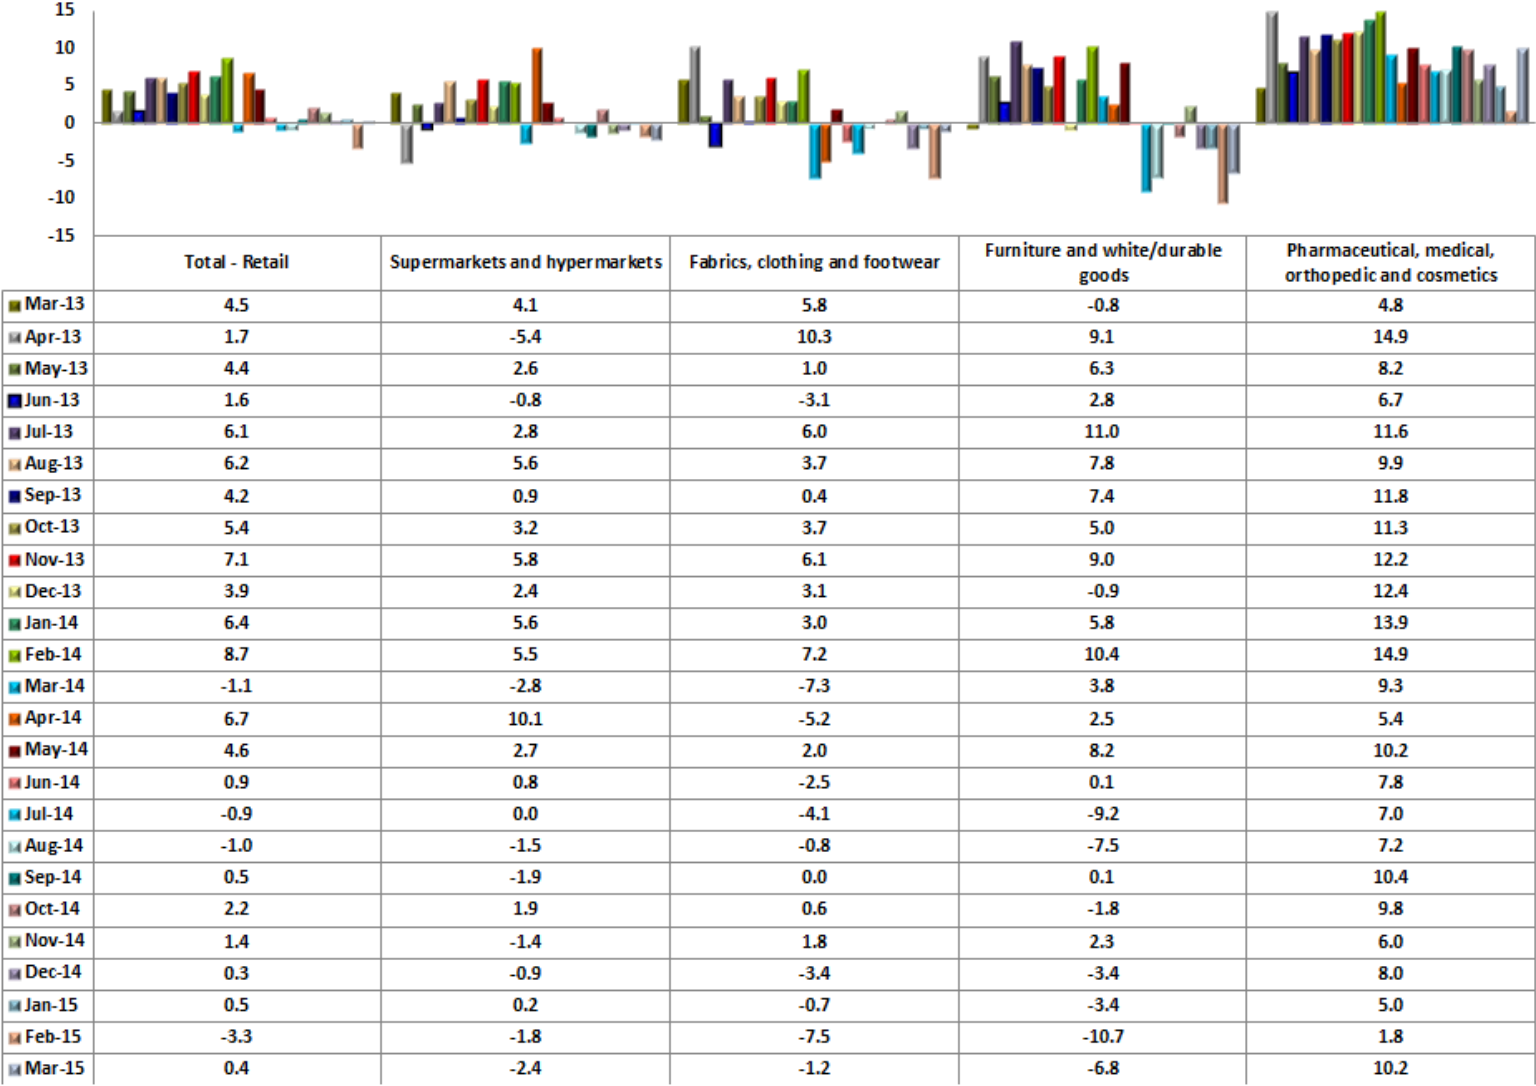 15
10
5
0
-5
-10
-15
Total - Retail Supermarkets and hypermarkets Fabrics, clothing and footwear Furniture and white/durable goods Pharmaceutical, medical, orthopedic and cosmetics
Mar-13 4.5 4.1 5.8 -0.8 4.8
Apr-13 1.7 -5.4 10.3 9.1 14.9
May-13 4.4 2.6 1.0 6.3 8.2
Jun-13 1.6 -0.8 -3.1 2.8 6.7
Jul-13 6.1 2.8 6.0 11.0 11.6
Aug-13 6.2 5.6 3.7 7.8 9.9
Sep-13 4.2 0.9 0.4 7.4 11.8
Oct-13 5.4 3.2 3.7 5.0 11.3
Nov-13 7.1 5.8 6.1 9.0 12.2
Dec-13 3.9 2.4 3.1 -0.9 12.4
Jan-14 6.4 5.6 3.0 5.8 13.9
Feb-14 8.7 5.5 7.2 10.4 14.9
Mar-14 -1.1 -2.8 -7.3 3.8 9.3
Apr-14 6.7 10.1 -5.2 2.5 5.4
May-14 4.6 2.7 2.0 8.2 10.2
Jun-14 0.9 0.8 -2.5 0.1 7.8
Jul-14 -0.9 0.0 -4.1 -9.2 7.0
Aug-14 -1.0 -1.5 -0.8 -7.5 7.2
Sep-14 0.5 -1.9 0.0 0.1 10.4
Oct-14 2.2 1.9 0.6 -1.8 9.8
Nov-14 1.4 -1.4 1.8 2.3 6.0
Dec-14 0.3 -0.9 -3.4 -3.4 8.0
Jan-15 0.5 0.2 -0.7 -3.4 5.0
Feb-15 -3.3 -1.8 -7.5 -10.7 1.8
Mar-15 0.4 -2.4 -1.2 -6.8 10.2